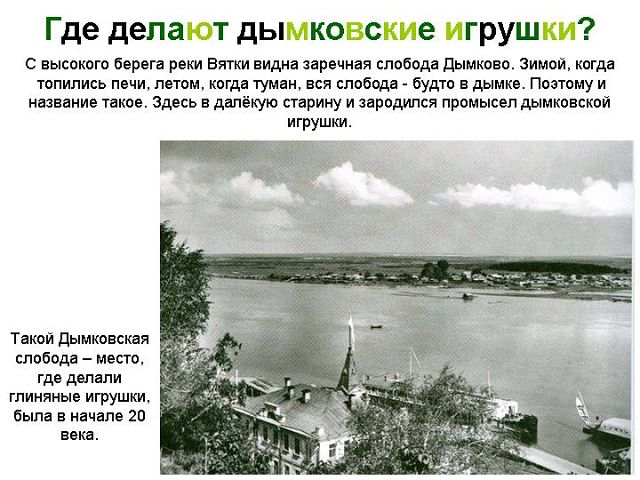 Где делают дымковские игрушки?
С высокого берега реки Вятки видна заречная слобода Дымково. Зимой, когда
топились печи, летом, когда туман, вся слобода - будто в дымке. Поэтому и
название такое. Здесь в далёкую старину и зародился промысел дымковской
игрушки.
Такой Дымковская
слобода – место,
где делали
глиняные игрушки,
была в начале 20
века.